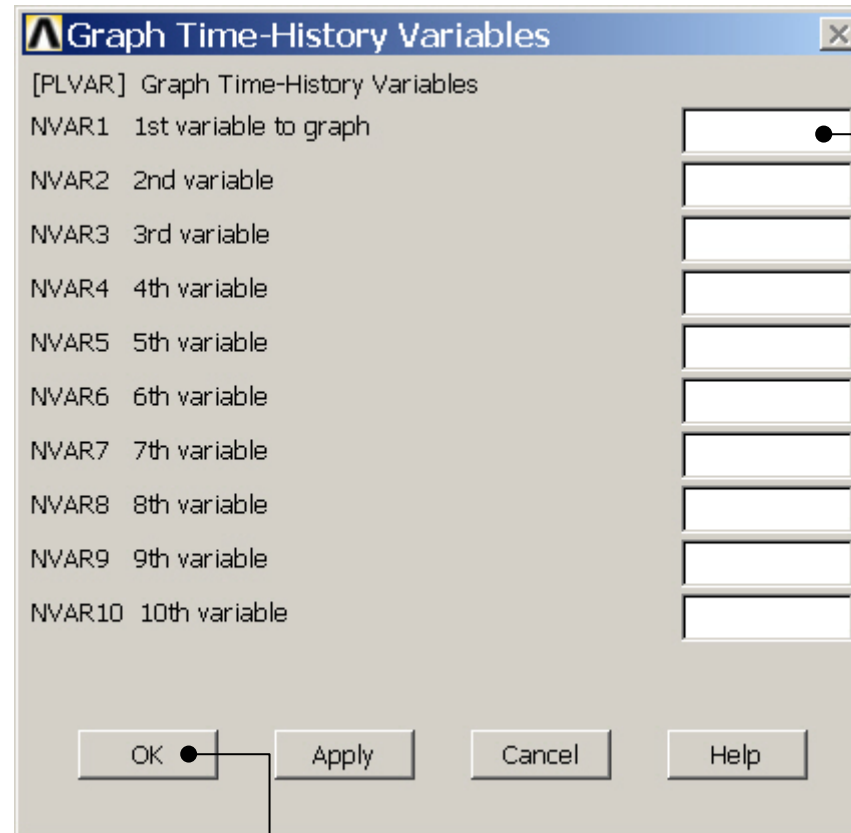 Graph Time-History Variables
[PLVAR] Graph Time-History Variables
NVAR1 1st variable to graph
NVAR2 2nd variable
NVAR3 3rd variable
NVAR4 4th variable
NVAR5 5th variable
NVAR6 6th variable
NVAR7 7th variable
NVAR8 8th variable
NVAR9 9th variable
NVAR10 10th variable
OK Apply Cancel Help